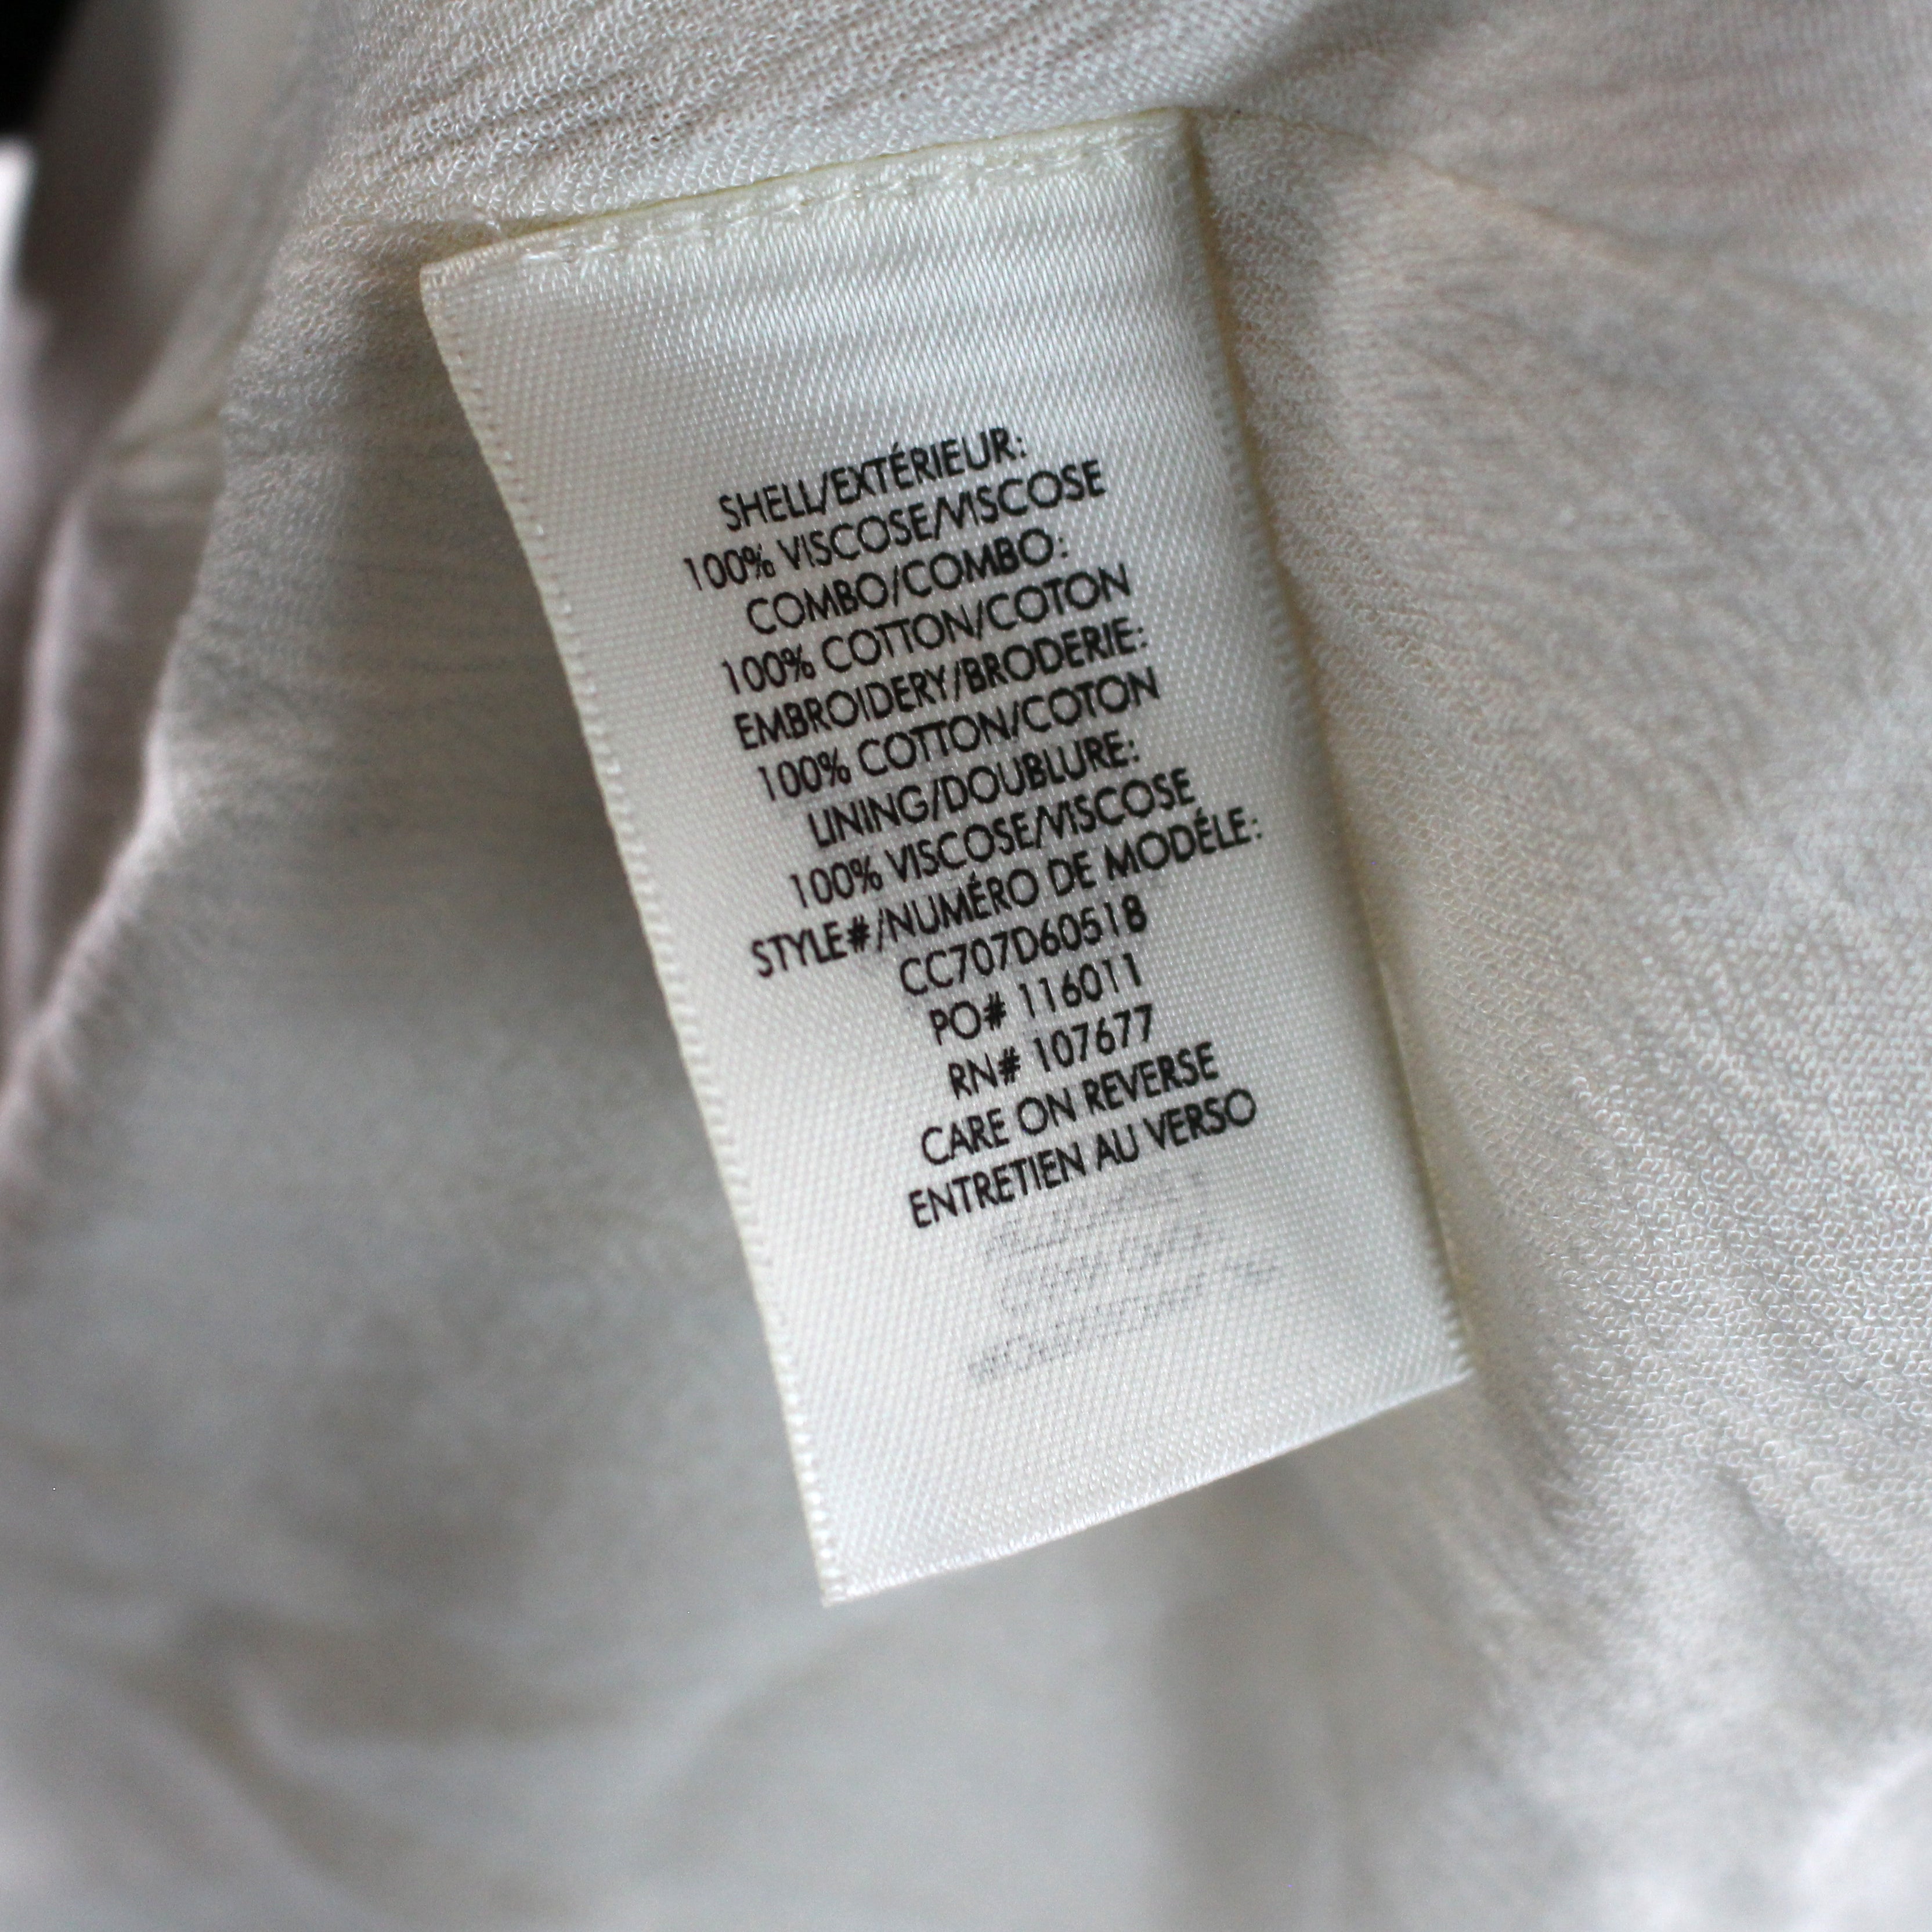 SHELL/EXTÉRIEUR:
100% VISCOSE/VISCOSE
COMBO/COMBO:
100% COTTON/COTON
EMBROIDERY/BRODERIE:
100% COTTON/COTON
LINING/DOUBLURE:
100% VISCOSE/VISCOSE
STYLE#/NUMÉRO DE MODÉLE:
CC707D60518
PO# 116011
RN# 107677
CARE ON REVERSE
ENTRETIEN AU VERSO